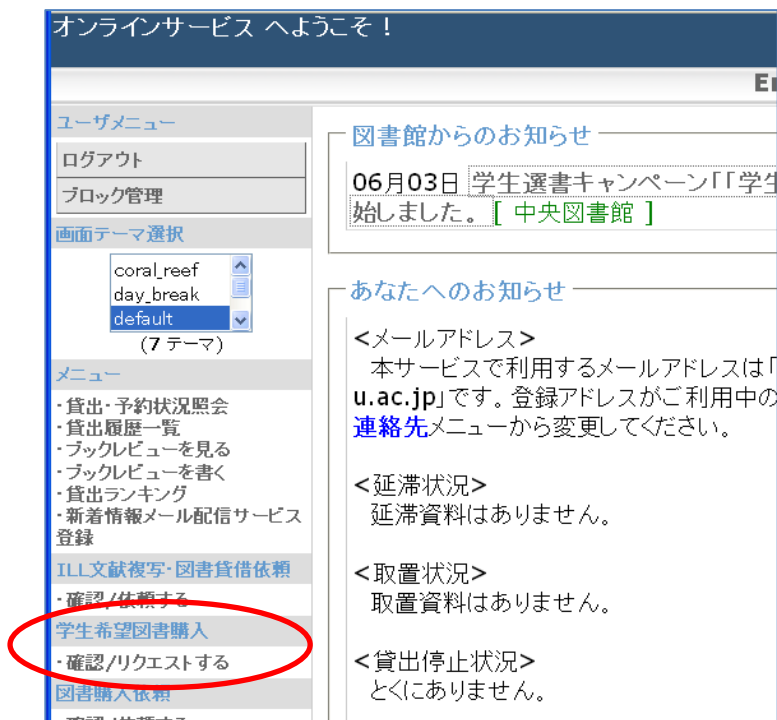 オンラインサービス へようこそ！
ユーザメニュー
ログアウト
ブロック管理
画面テーマ選択
coral_reef
day_break
default
(7 テーマ)
メニュー
・貸出・予約状況照会
・貸出履歴一覧
・ブックレビューを見る
・ブックレビューを書く
・貸出ランキング
・新着情報メール配信サービス
登録
ILL文献複写・図書貸借依頼
・確認/依頼する
学生希望図書購入
・確認/リクエストする
図書購入依頼
図書館からのお知らせ
06月03日 学生選書キャンペーン「「学生
始しました。 [ 中央図書館 ]
あなたへのお知らせ
<メールアドレス>
本サービスで利用するメールアドレスは「
u.ac.jp」です。登録アドレスがご利用中の
連絡先メニューから変更してください。
<延滞状況>
延滞資料はありません。
<取置状況>
取置資料はありません。
<貸出停止状況>
とくにありません。